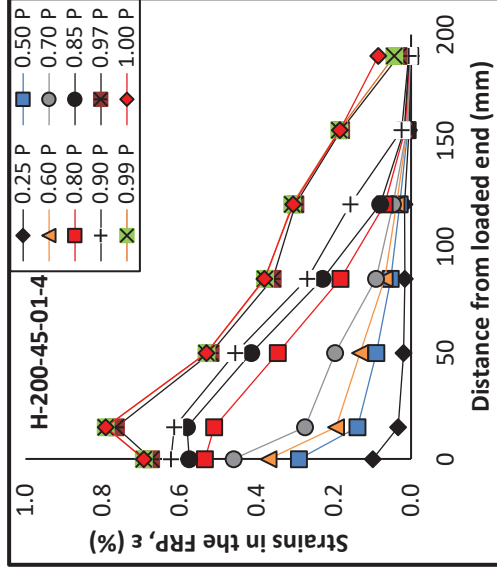 H-200-45-01-4
0.25 P
0.50 P
0.60 P
0.70 P
0.80 P
0.85 P
0.90 P
0.97 P
0.99 P
1.00 P
Strains in the FRP, ε (%)
1.0
0.8
0.6
0.4
0.2
0.0
0
50
100
150
200
Distance from loaded end (mm)